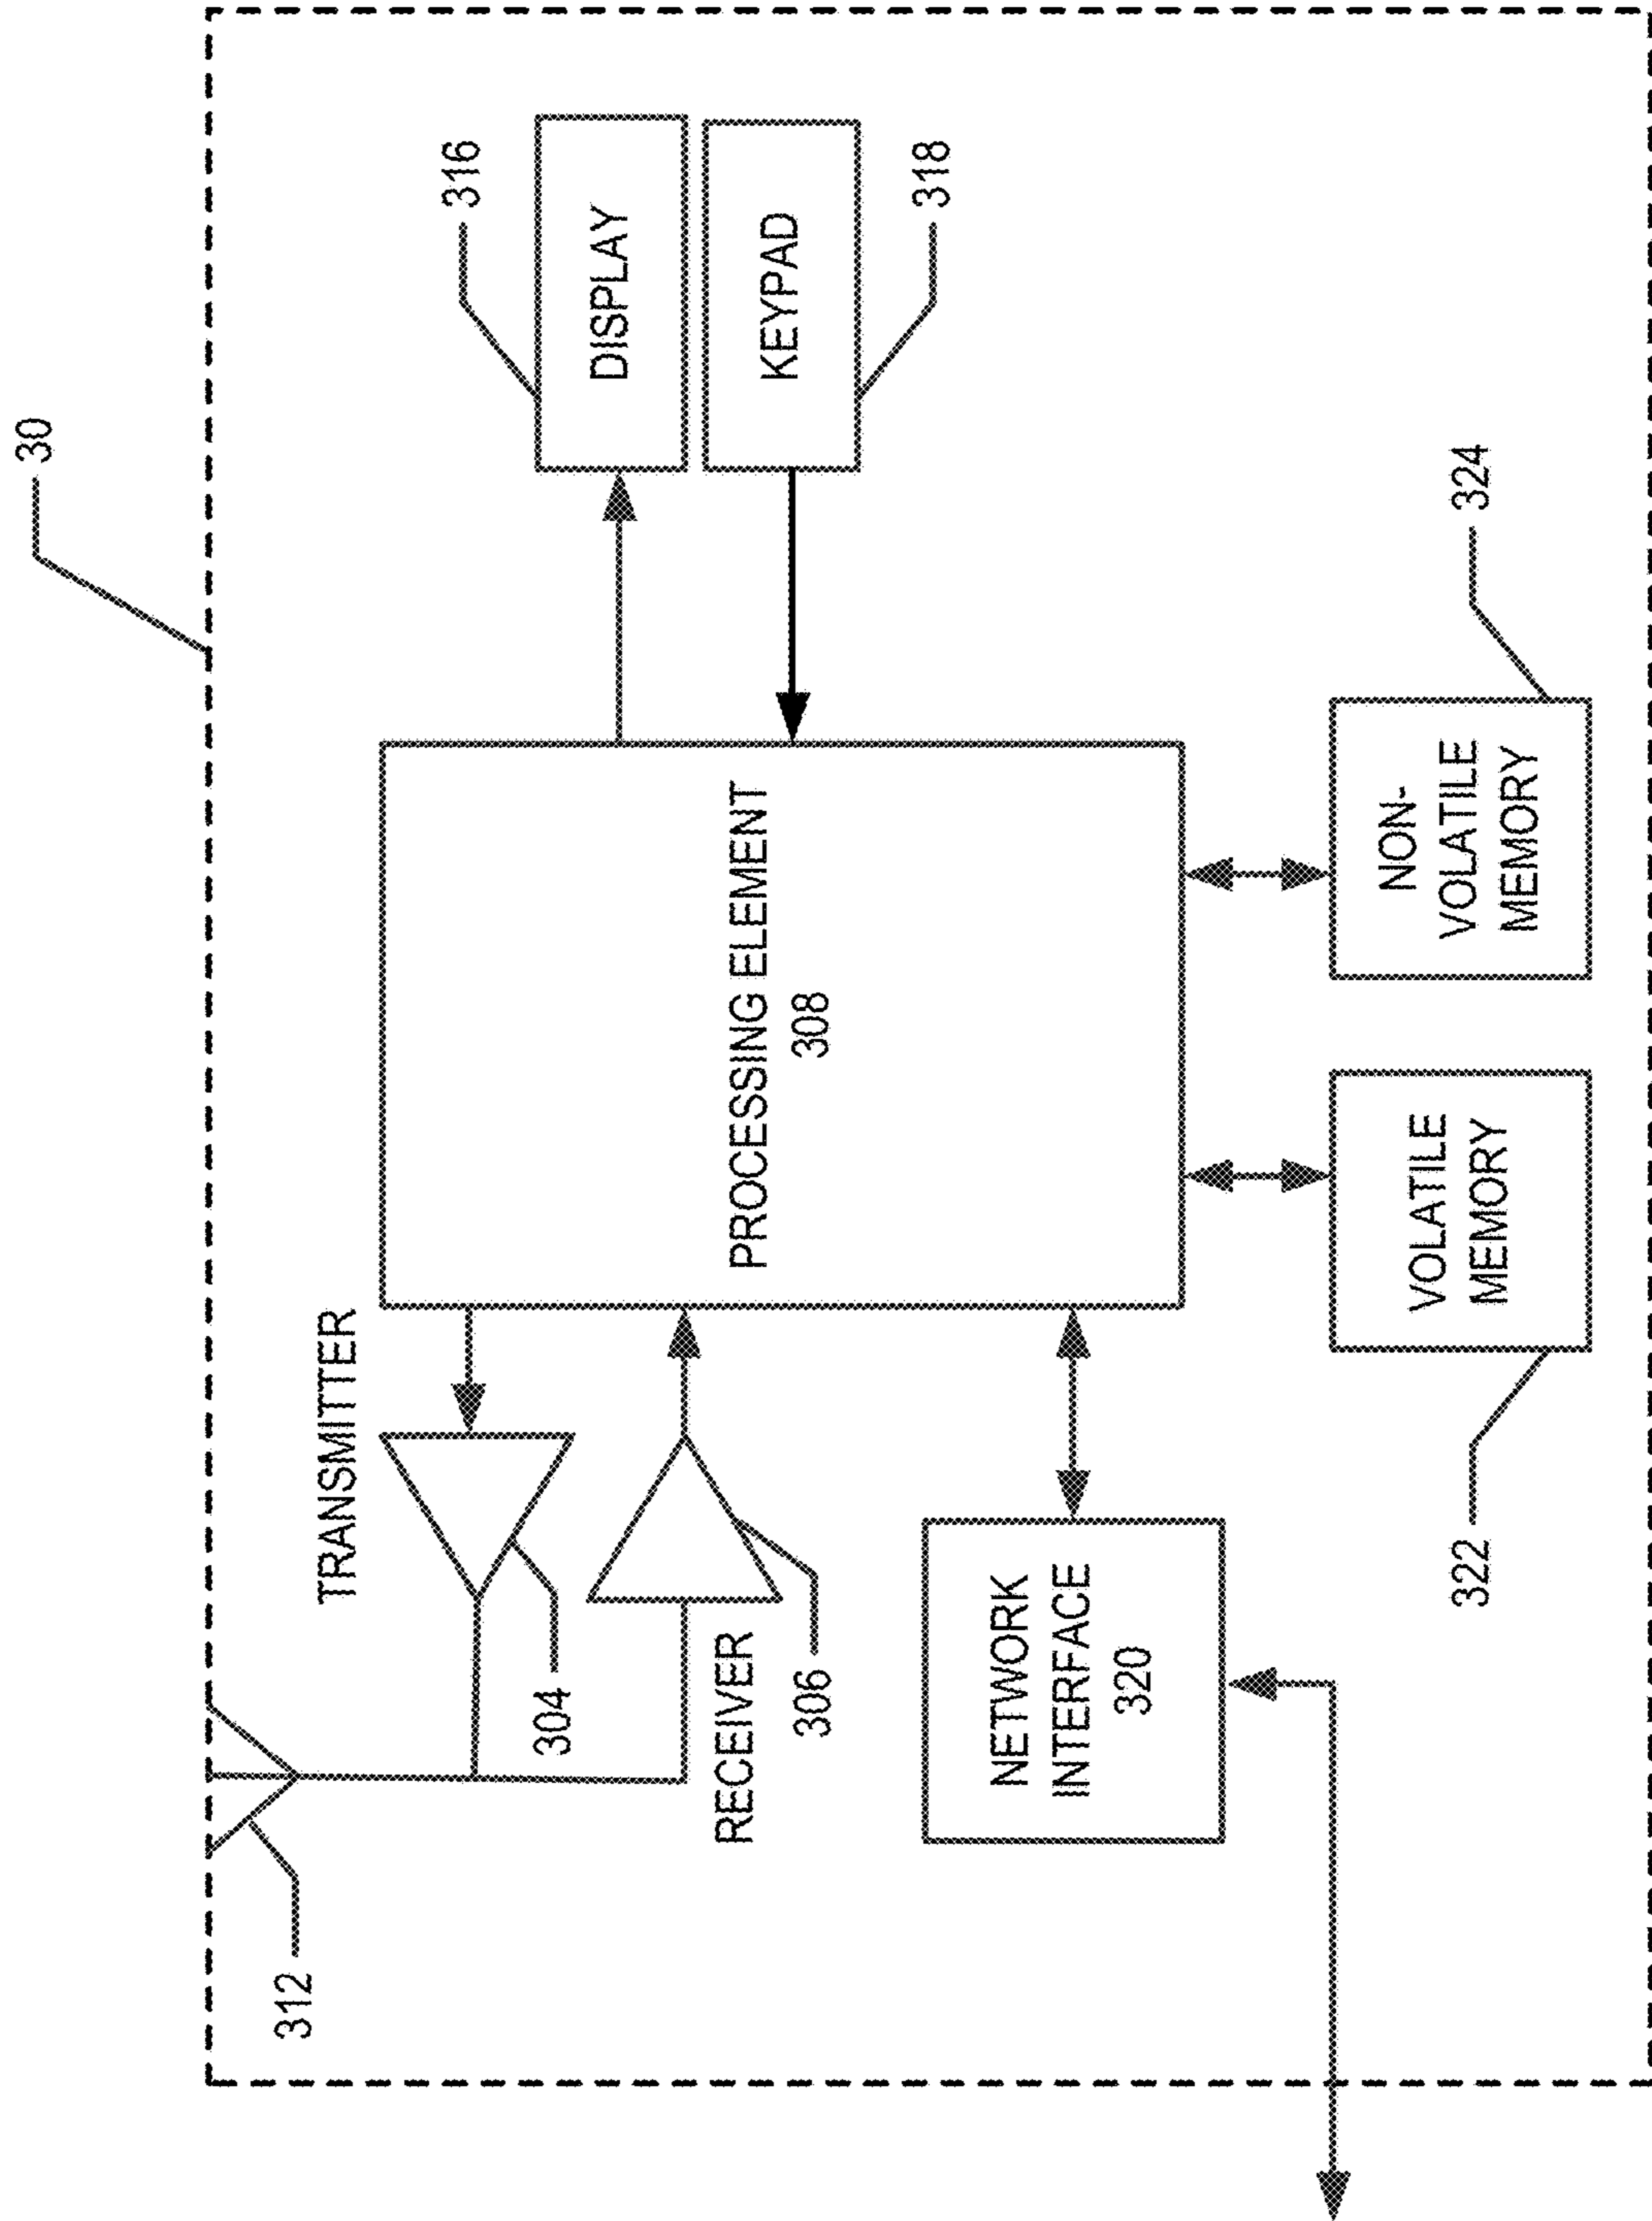 30
312
TRANSMITTER
304
RECEIVER
306
PROCESSING ELEMENT
308
316
DISPLAY
KEYPAD
318
NETWORK
INTERFACE
320
322
VOLATILE
MEMORY
NON-
VOLATILE
MEMORY
324